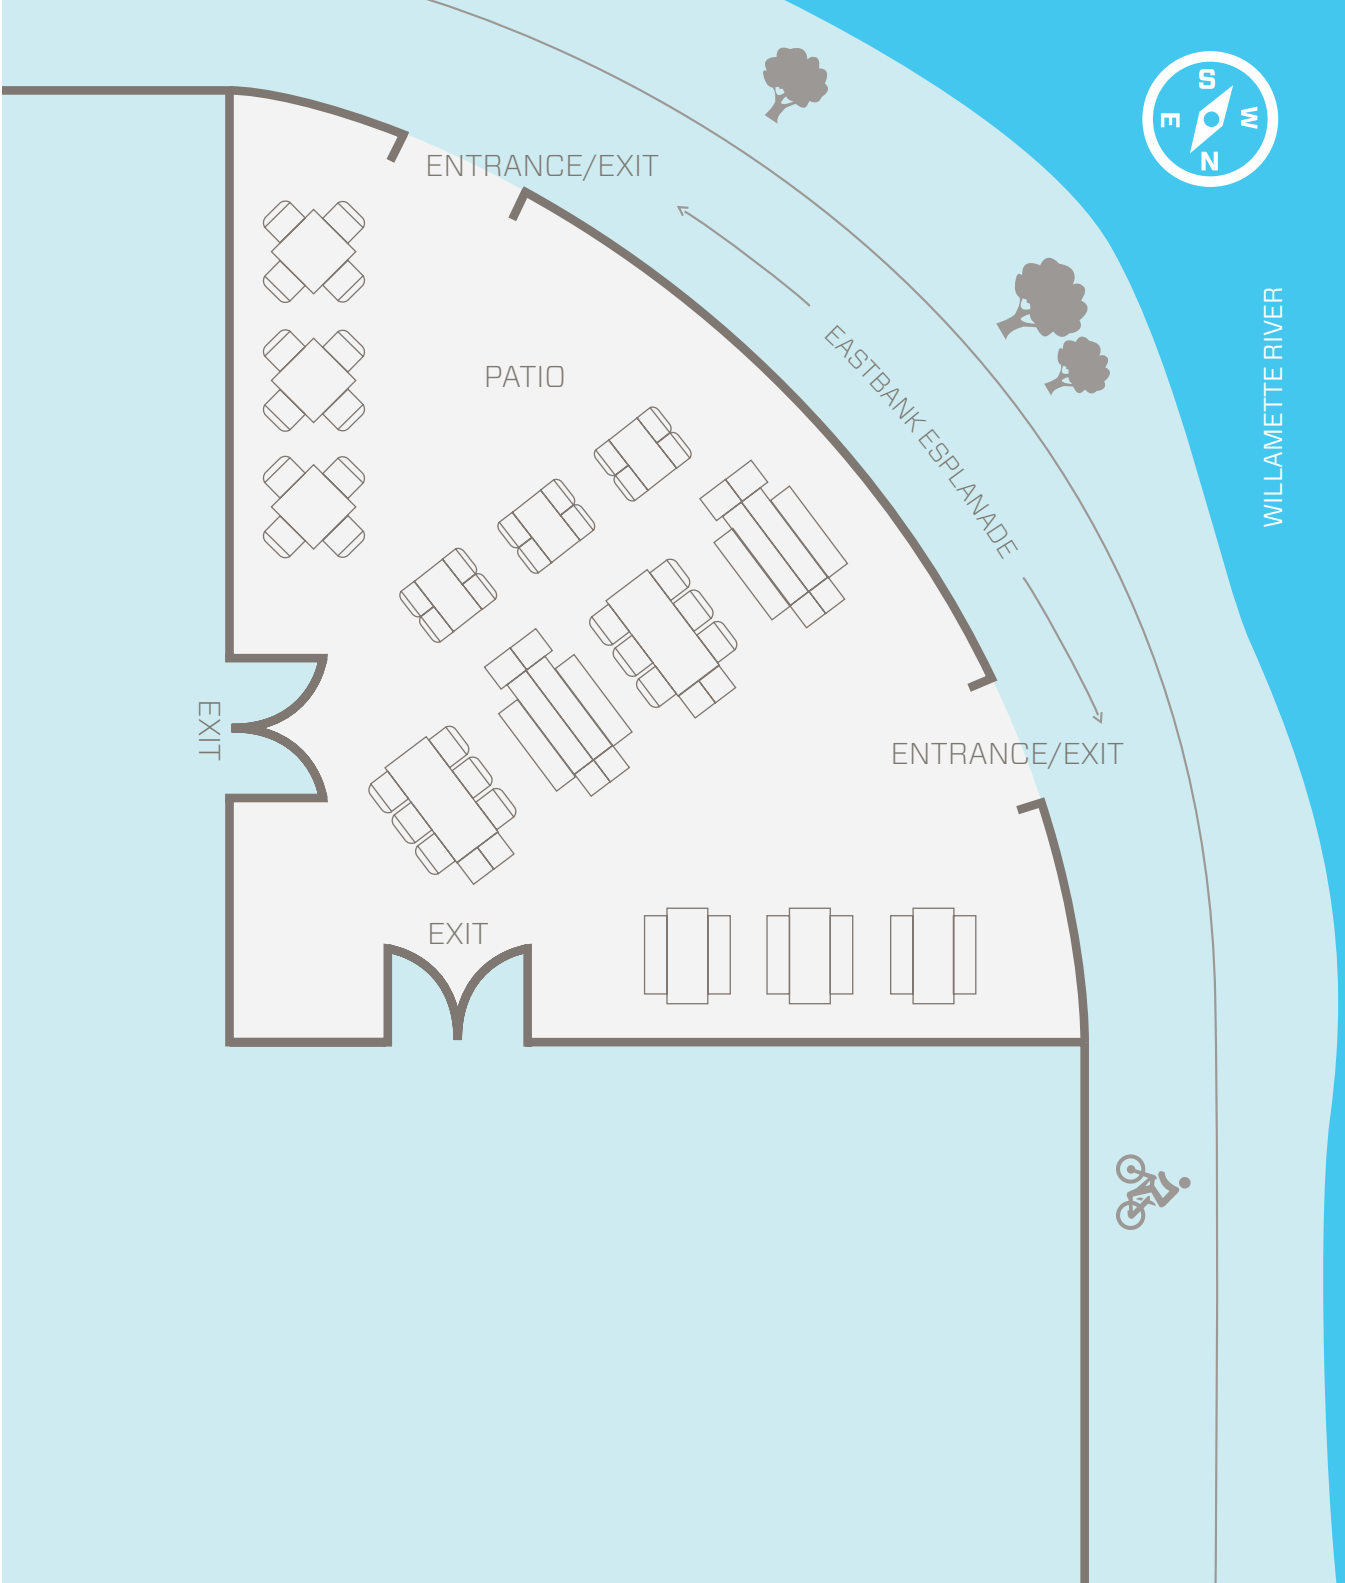 S
E
W
N
ENTRANCE/EXIT
WILLAMETTE RIVER
PATIO
EASTBANK ESPLANADE
EXIT
ENTRANCE/EXIT
EXIT